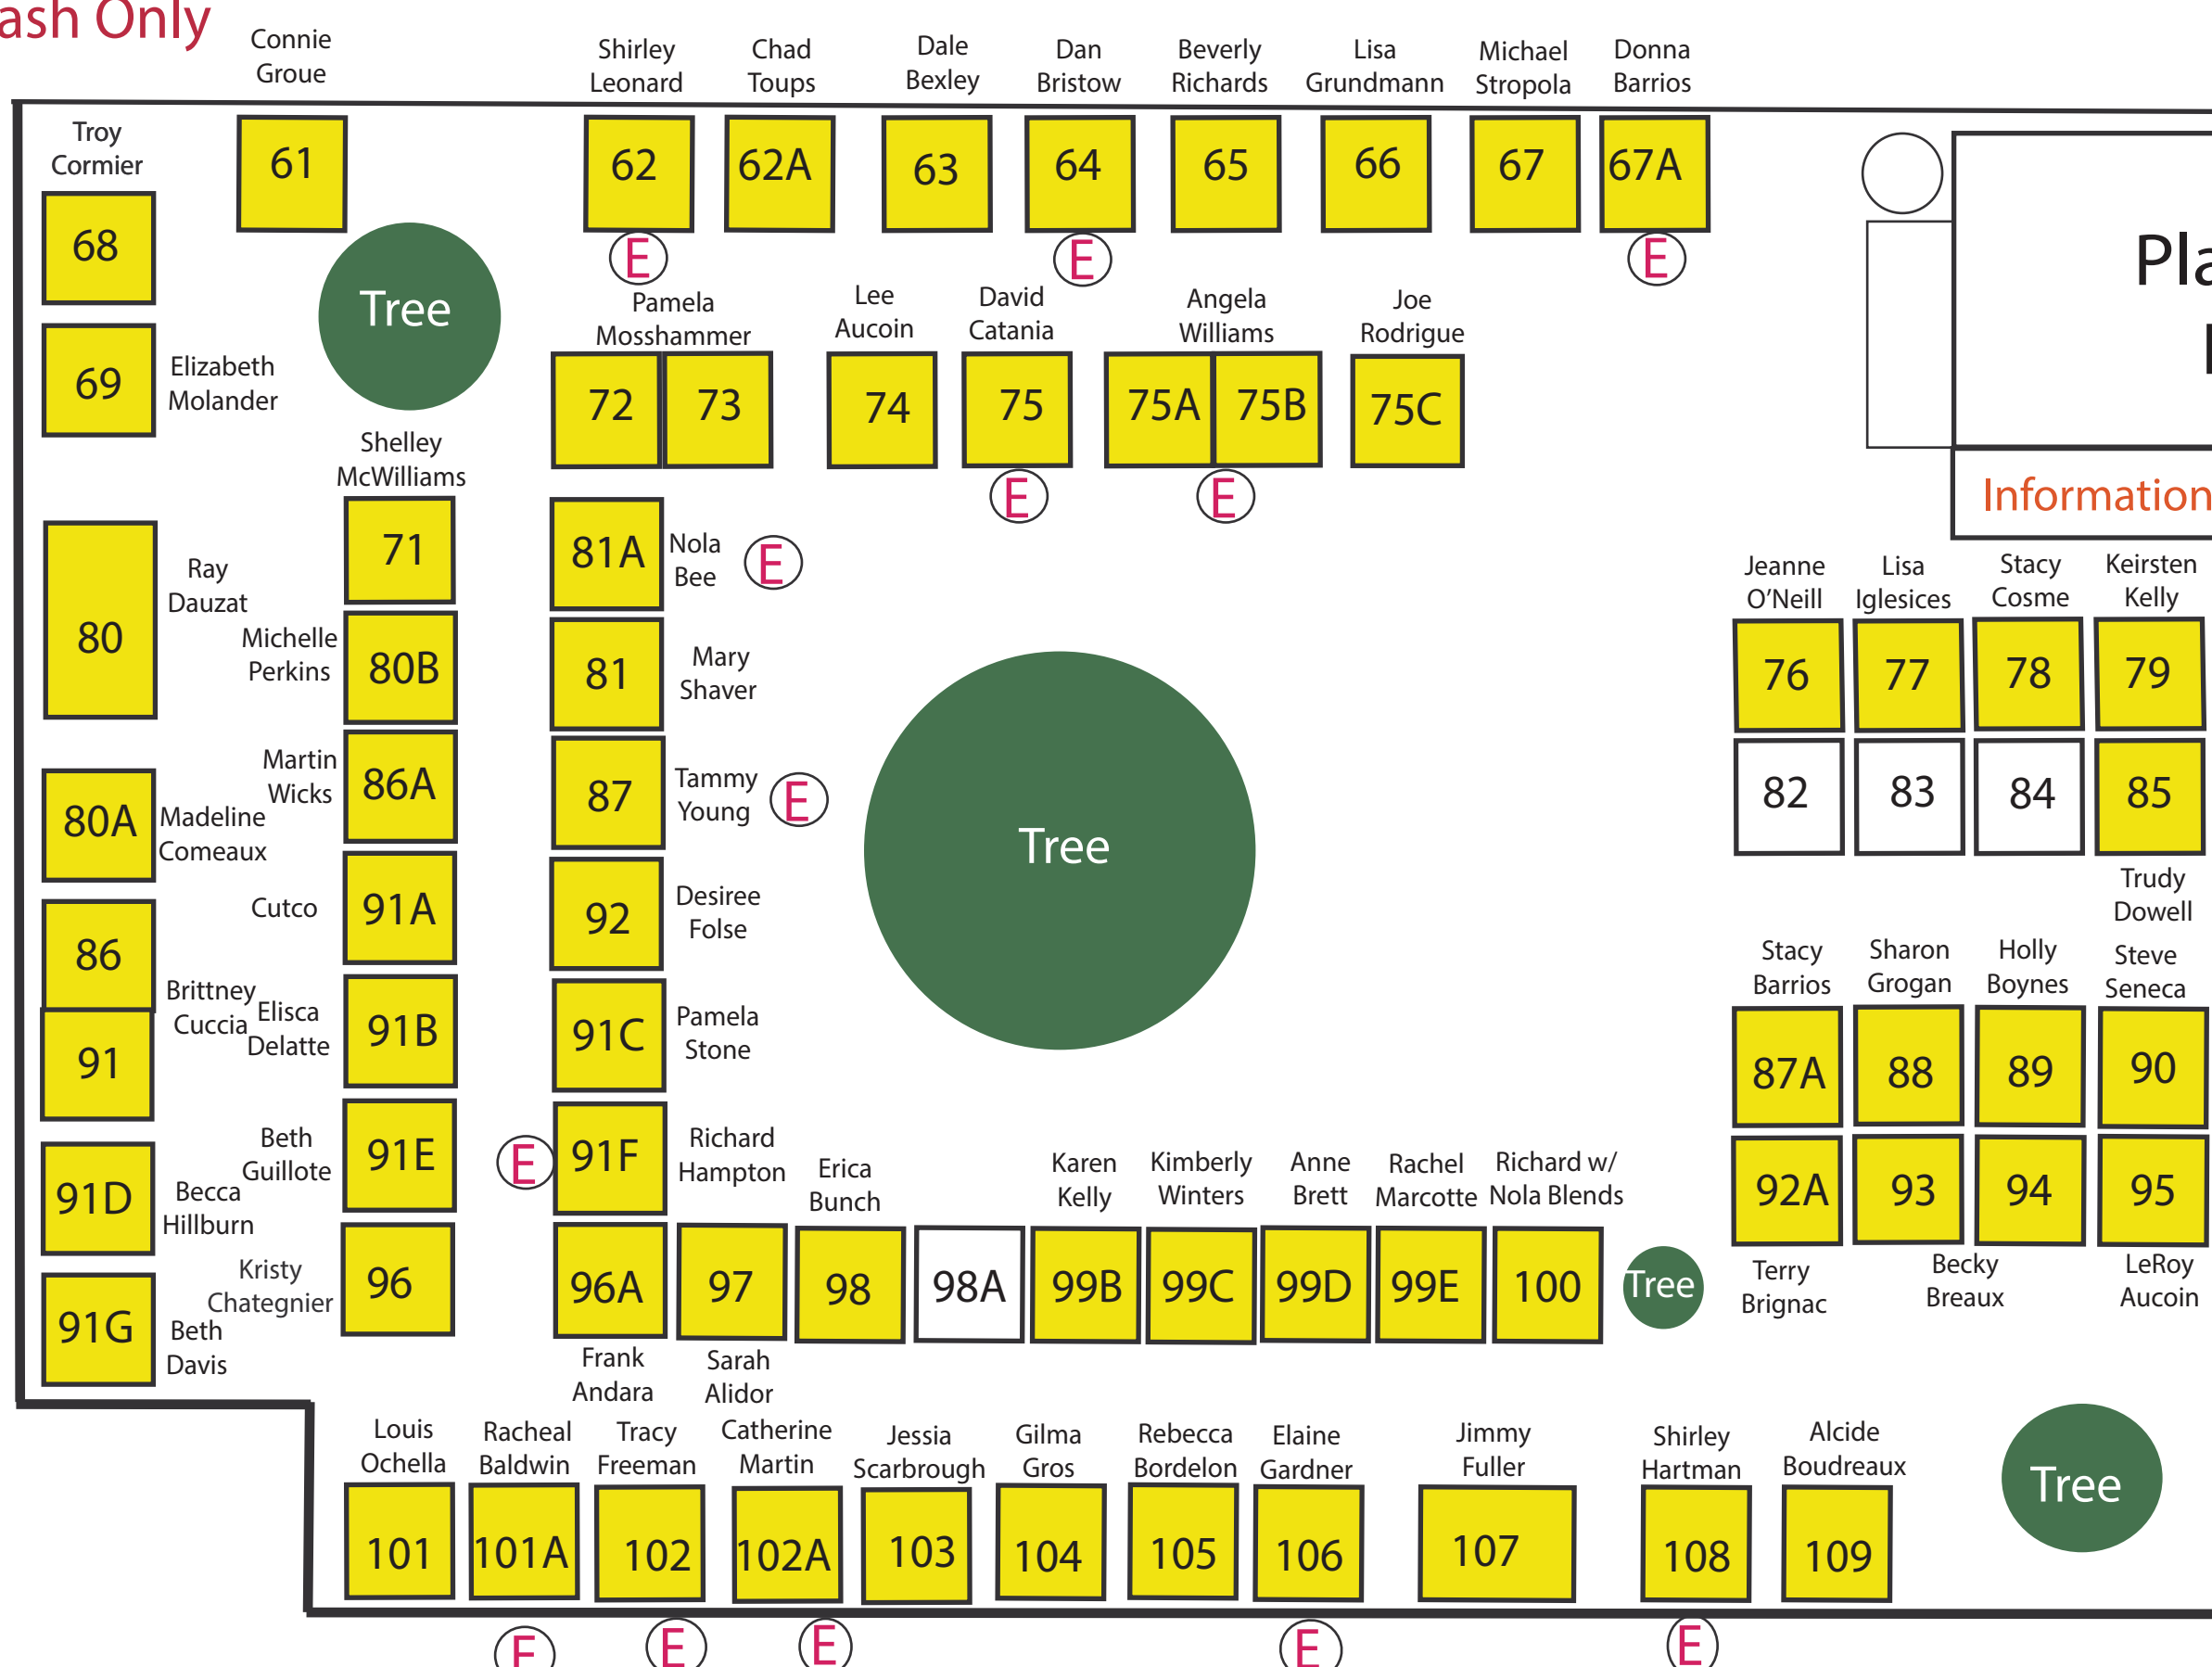 ash Only
Connie
Groue
Shirley
Leonard
Chad
Toups
Dale
Bexley
Dan
Bristow
Beverly
Richards
Lisa
Grundmann
Michael
Stropola
Donna
Barrios
Troy
Cormier
61
62
62A
63
64
65
66
67
67A
68
E
E
E
Tree
Pla
Pamela
Mosshammer
Lee
Aucoin
David
Catania
Angela
Williams
Joe
Rodrigue
69
Elizabeth
Molander
72
73
74
75
75A
75B
75C
Shelley
McWilliams
E
E
Information
71
81A
Nola
Bee
E
Ray
Dauzat
80
Michelle
Perkins
80B
81
Mary
Shaver
Jeanne
O'Neill
Lisa
Iglesices
Stacy
Cosme
Keirsten
Kelly
76
77
78
79
Martin
Wicks
86A
87
Tammy
Young
E
Tree
82
83
84
85
80A
Madeline
Comeaux
Trudy
Dowell
Cutco
91A
92
Desiree
Folse
86
Stacy
Barrios
Sharon
Grogan
Holly
Boynes
Steve
Seneca
Brittney
Cuccia
Elisca
Delatte
91B
91C
Pamela
Stone
91
87A
88
89
90
Beth
Guillote
91E
E
91F
Richard
Hampton
Erica
Bunch
Karen
Kelly
Kimberly
Winters
Anne
Brett
Rachel
Marcotte
Richard w/
Nola Blends
91D
Becca
Hillburn
92A
93
94
95
Kristy
Chategnier
96
96A
97
98
98A
99B
99C
99D
99E
100
Tree
Terry
Brignac
Becky
Breaux
LeRoy
Aucoin
91G
Beth
Davis
Frank
Andara
Sarah
Alidor
Louis
Ochella
Racheal
Baldwin
Tracy
Freeman
Catherine
Martin
Jessia
Scarbrough
Gilma
Gros
Rebecca
Bordelon
Elaine
Gardner
Jimmy
Fuller
Shirley
Hartman
Alcide
Boudreaux
Tree
101
101A
102
102A
103
104
105
106
107
108
109
E
E
E
E
E